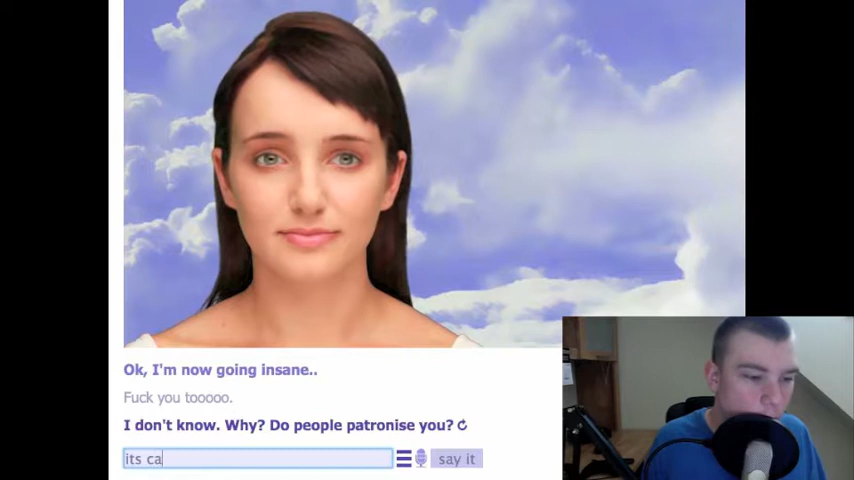 Ok, I'm now going insane..
Fuck you tooooo.
I don't know. Why? Do people patronise you?
its ca
say it